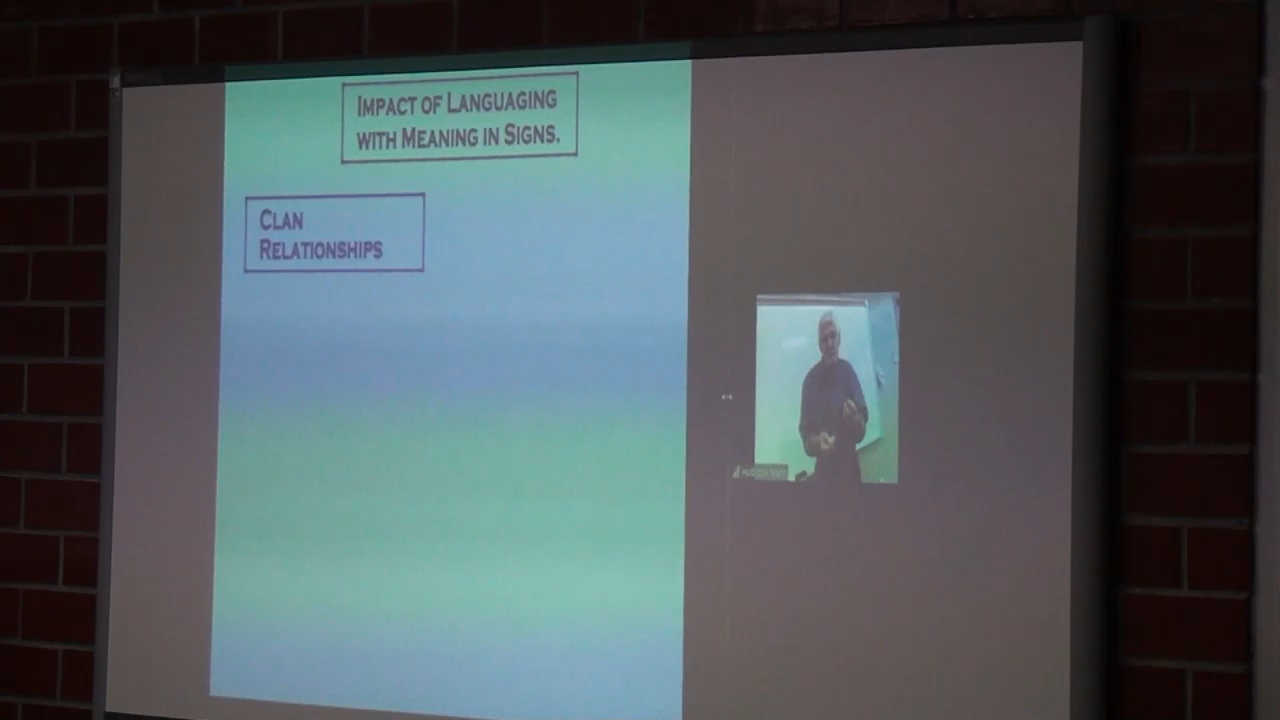 IMPACT OF LANGUAGING
WITH MEANING IN SIGNS.
CLAN
RELATIONSHIPS